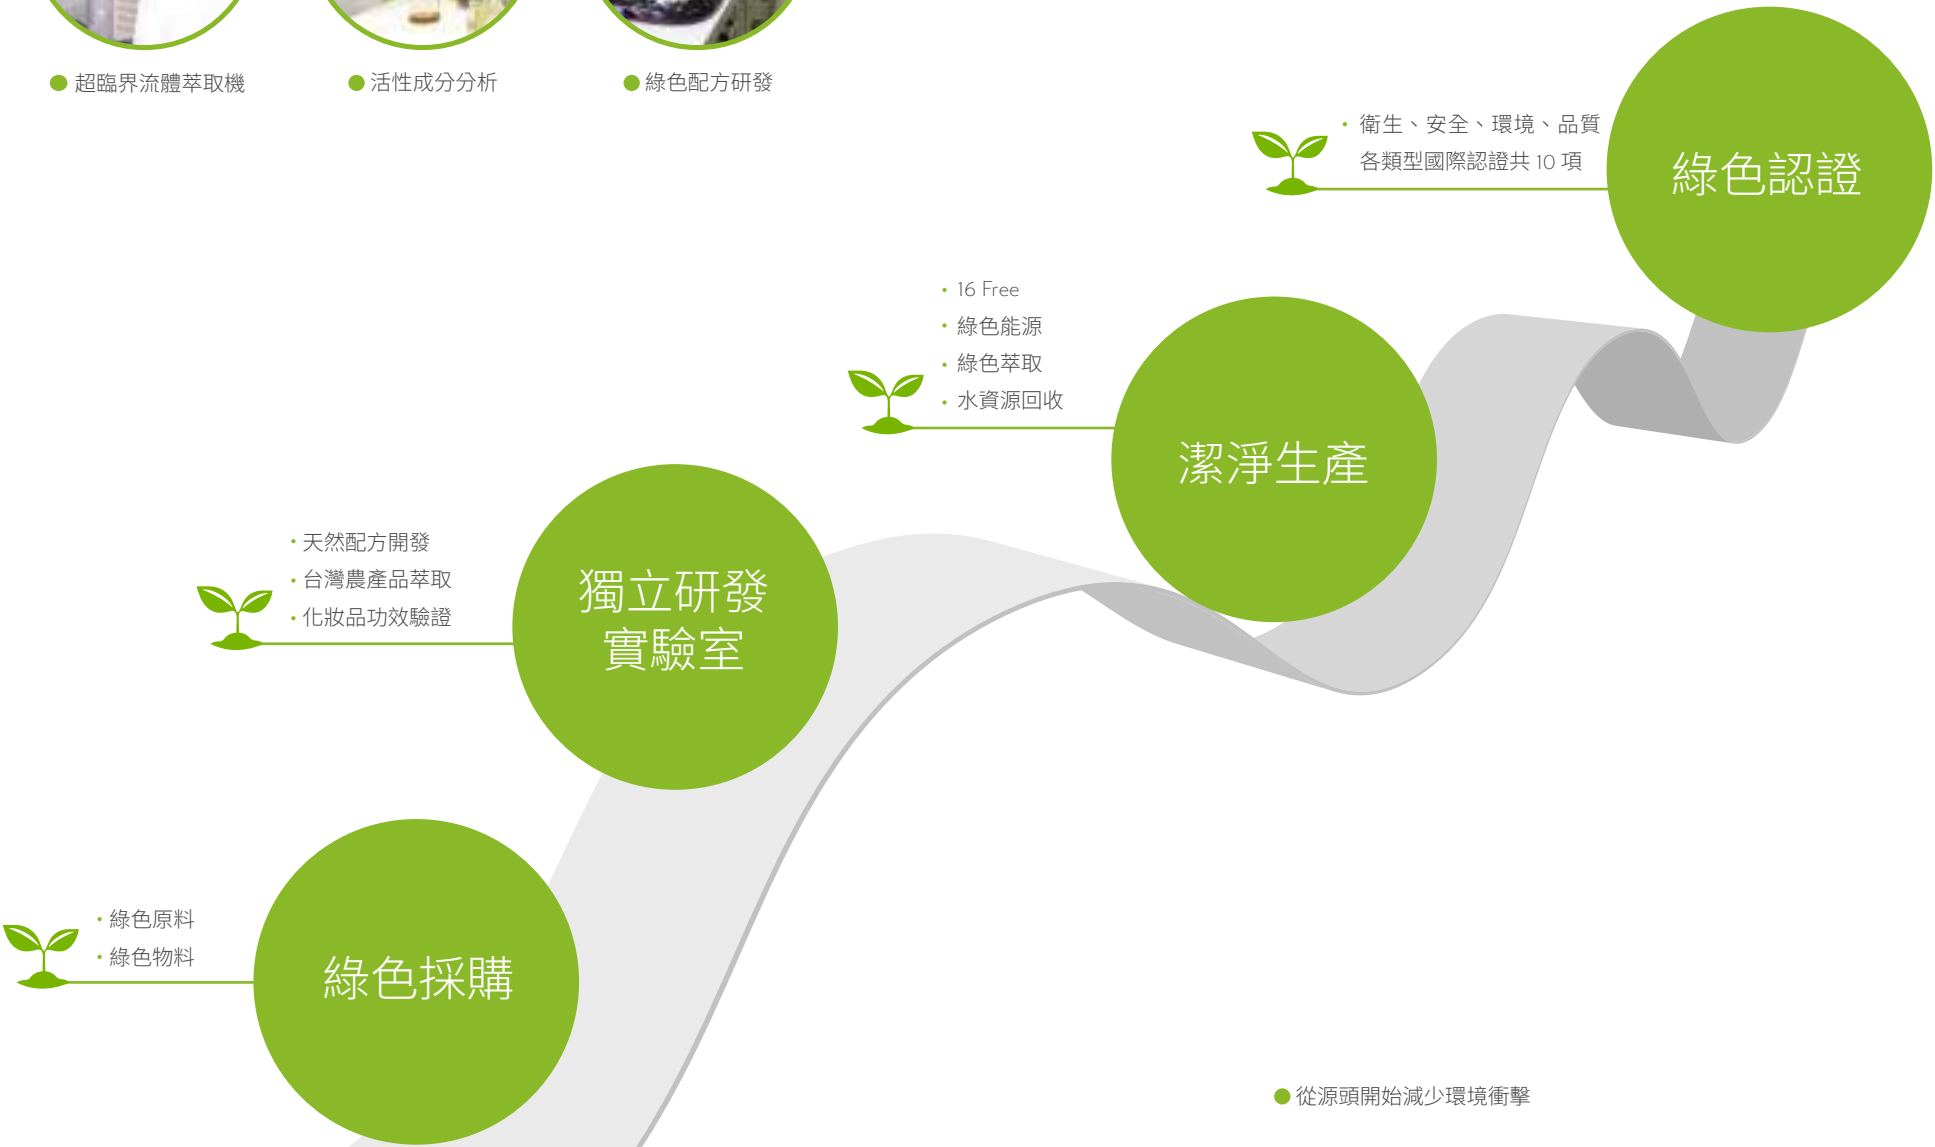 超臨界流體萃取機
活性成分分析
綠色配方研發
• 衛生、安全、環境、品質
各類型國際認證共 10 項
綠色認證
• 16 Free
• 綠色能源
• 綠色萃取
• 水資源回收
潔淨生產
• 天然配方開發
• 台灣農產品萃取
• 化妝品功效驗證
獨立研發
實驗室
• 綠色原料
• 綠色物料
綠色採購
從源頭開始減少環境衝擊